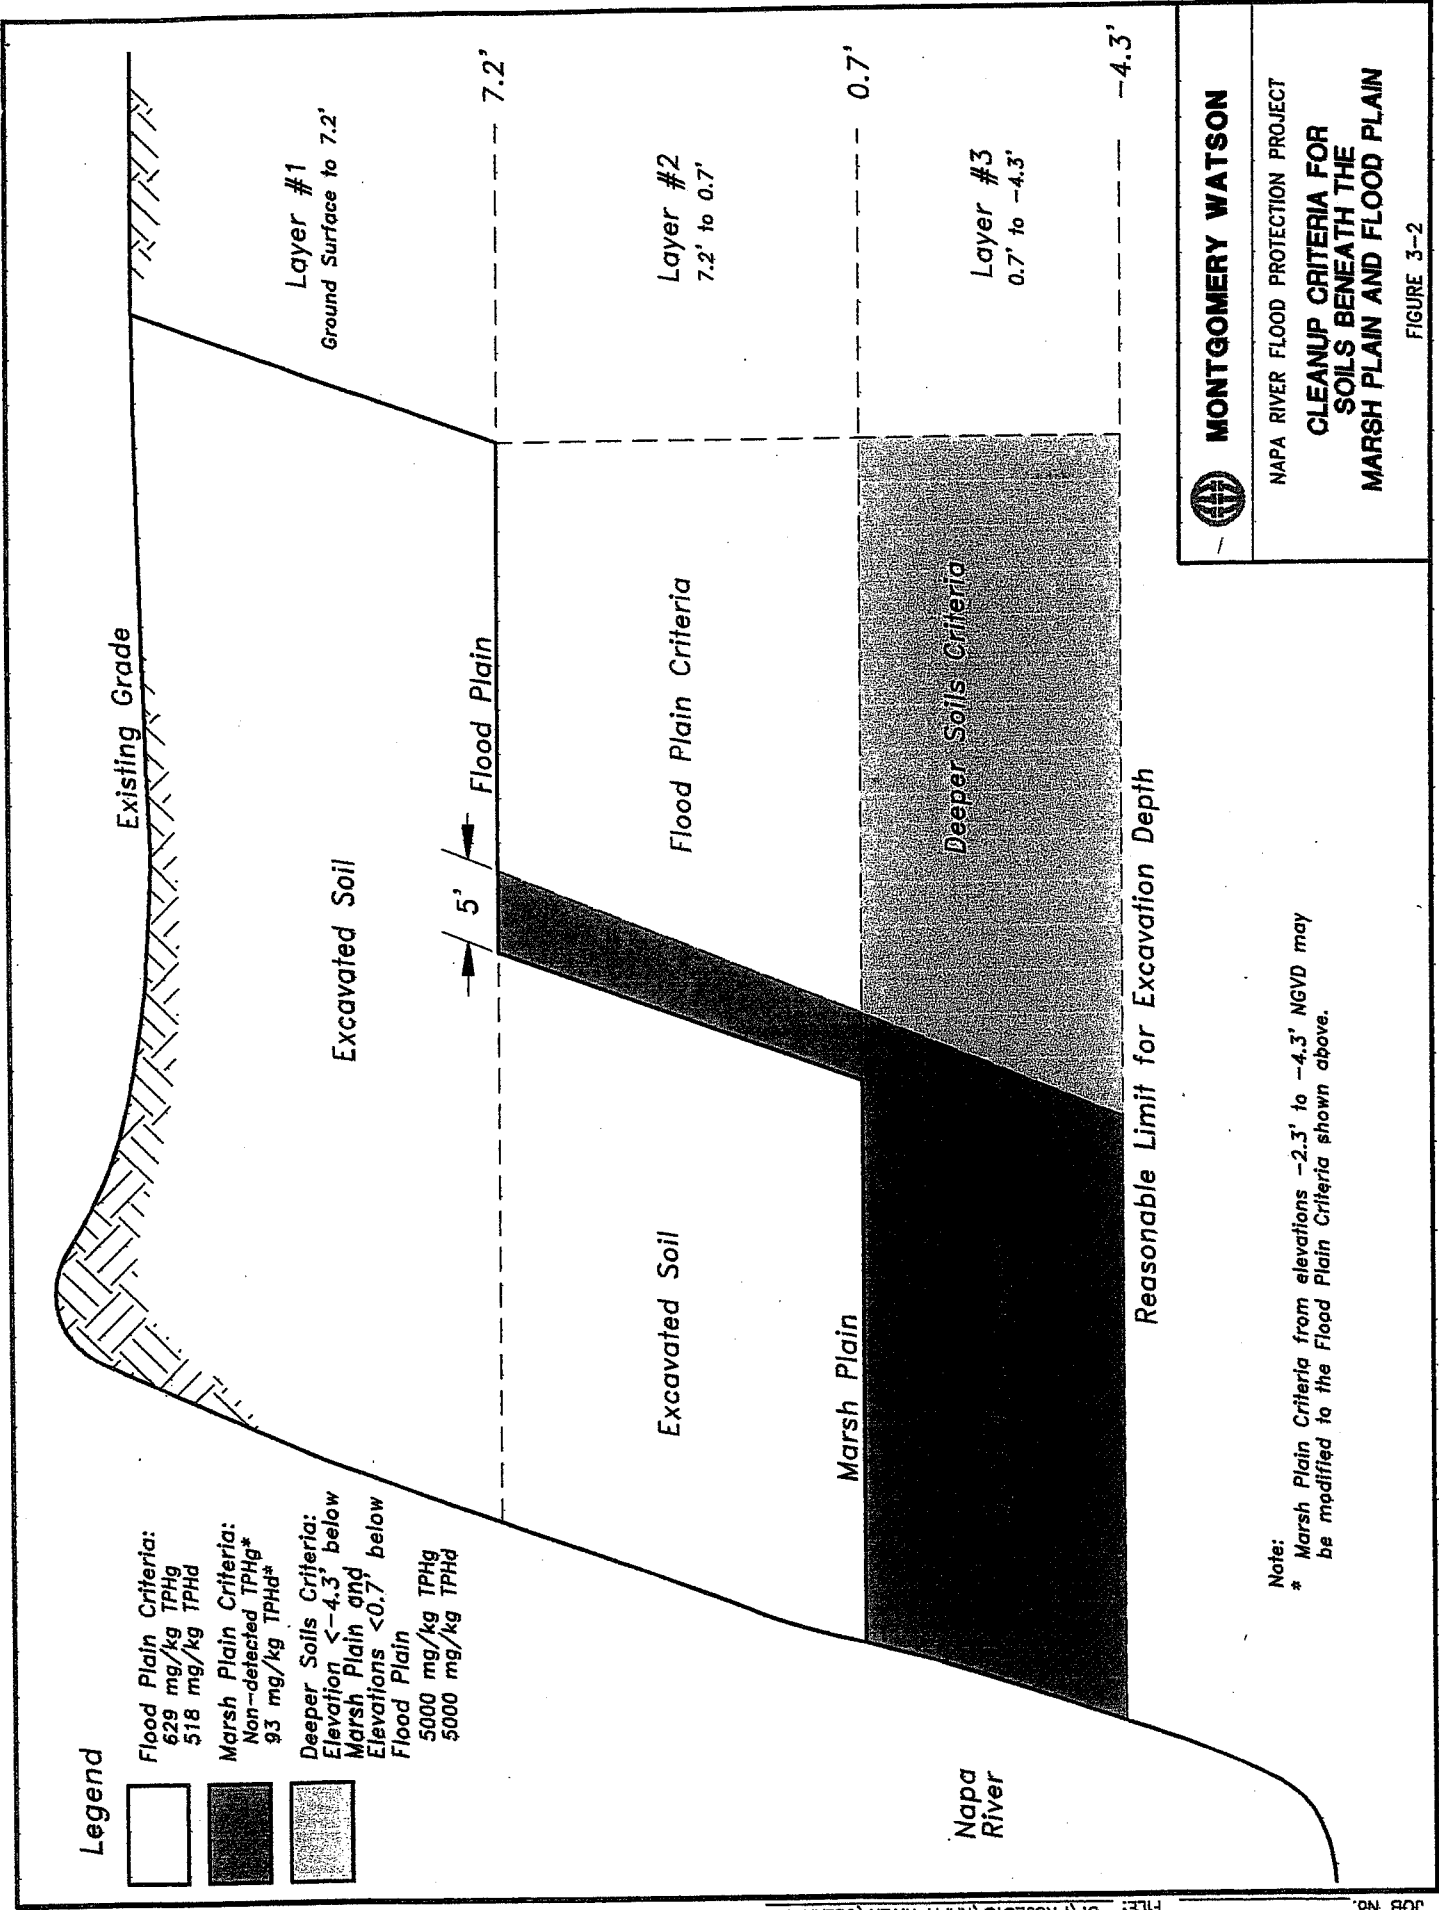 Legend
Flood Plain Criteria:
629 mg/kg TPHg
518 mg/kg TPHd
Marsh Plain Criteria:
Non-detected TPHg*
93 mg/kg TPHd*
Deeper Soils Criteria:
Elevation <-4.3' below
Marsh Plain and
Elevations <0.7' below
Flood Plain
5000 mg/kg TPHg
5000 mg/kg TPHd
Existing Grade
Layer #1
Ground Surface to 7.2'
Excavated Soil
5'
Flood Plain
7.2'
Excavated Soil
Flood Plain Criteria
Layer #2
7.2' to 0.7'
Marsh Plain
0.7'
Napa
River
Deeper Soils Criteria
Layer #3
0.7' to -4.3'
-4.3'
Reasonable Limit for Excavation Depth
Note:
* Marsh Plain Criteria from elevations -2.3' to -4.3' NGVD may
be modified to the Flood Plain Criteria shown above.
MONTGOMERY WATSON
NAPA RIVER FLOOD PROTECTION PROJECT
CLEANUP CRITERIA FOR
SOILS BENEATH THE
MARSH PLAIN AND FLOOD PLAIN
FIGURE 3-2
JOB No.
FILE: